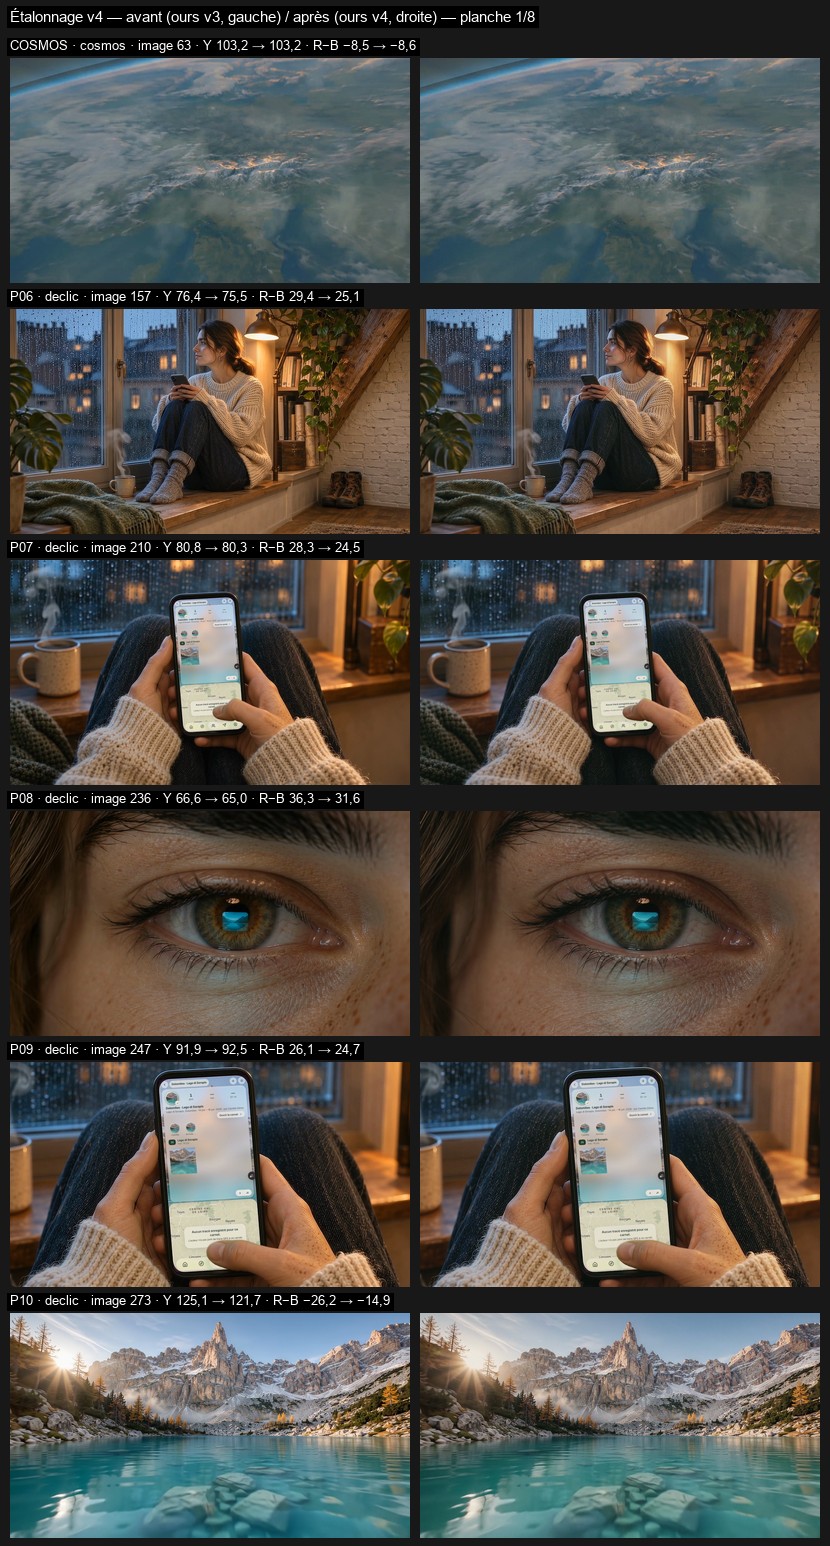 Étalonnage v4 — avant (ours v3, gauche) / après (ours v4, droite) — planche 1/8
COSMOS · cosmos · image 63 · Y 103,2 → 103,2 · R−B −8,5 → −8,6
P06 · declic · image 157 · Y 76,4 → 75,5 · R−B 29,4 → 25,1
P07 · declic · image 210 · Y 80,8 → 80,3 · R−B 28,3 → 24,5
P08 · declic · image 236 · Y 66,6 → 65,0 · R−B 36,3 → 31,6
P09 · declic · image 247 · Y 91,9 → 92,5 · R−B 26,1 → 24,7
P10 · declic · image 273 · Y 125,1 → 121,7 · R−B −26,2 → −14,9